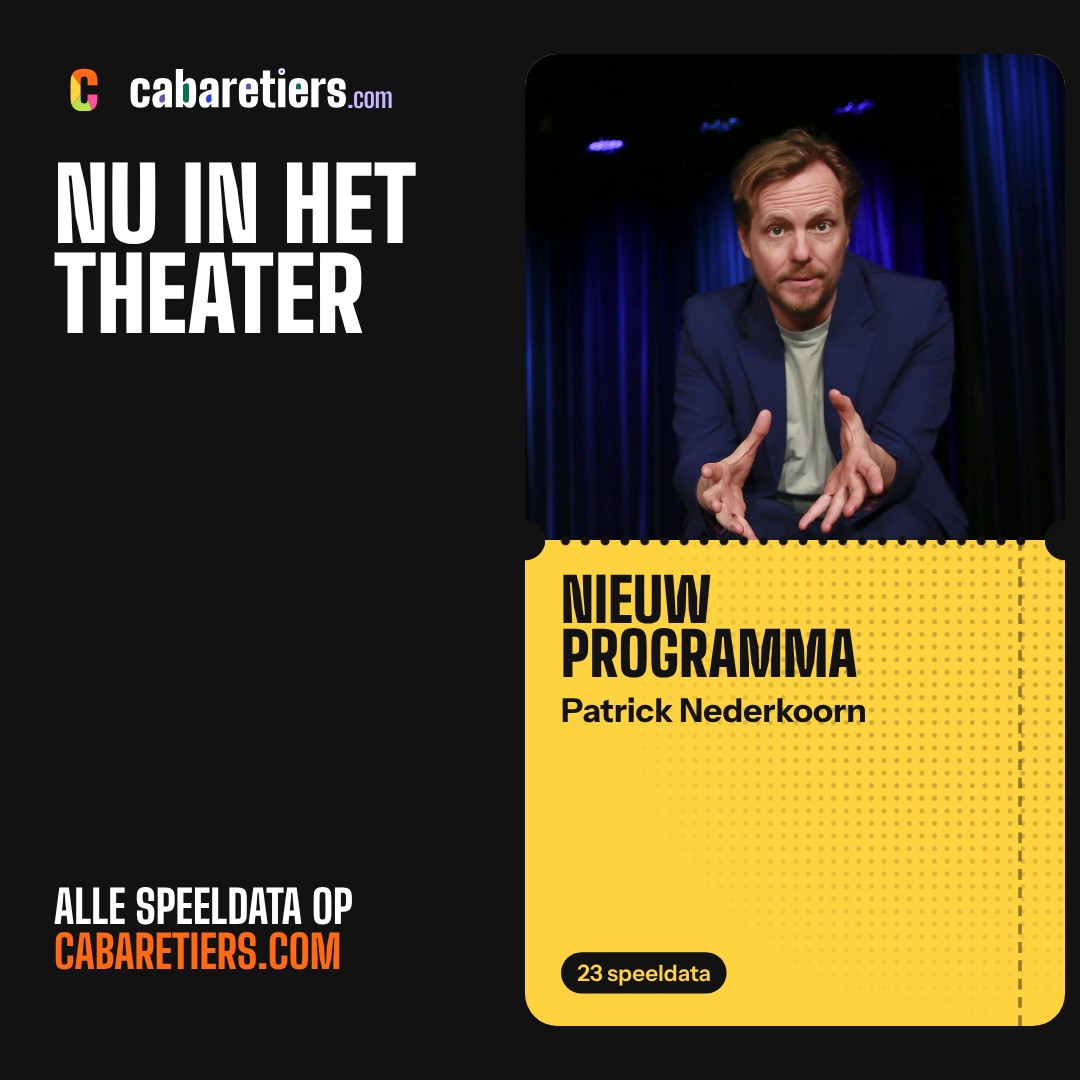 cabaretiers.com
NU IN HET
THEATER
NIEUW
PROGRAMMA
Patrick Nederkoorn
23 speeldata
ALLE SPEELDATA OP
CABARETIERS.COM